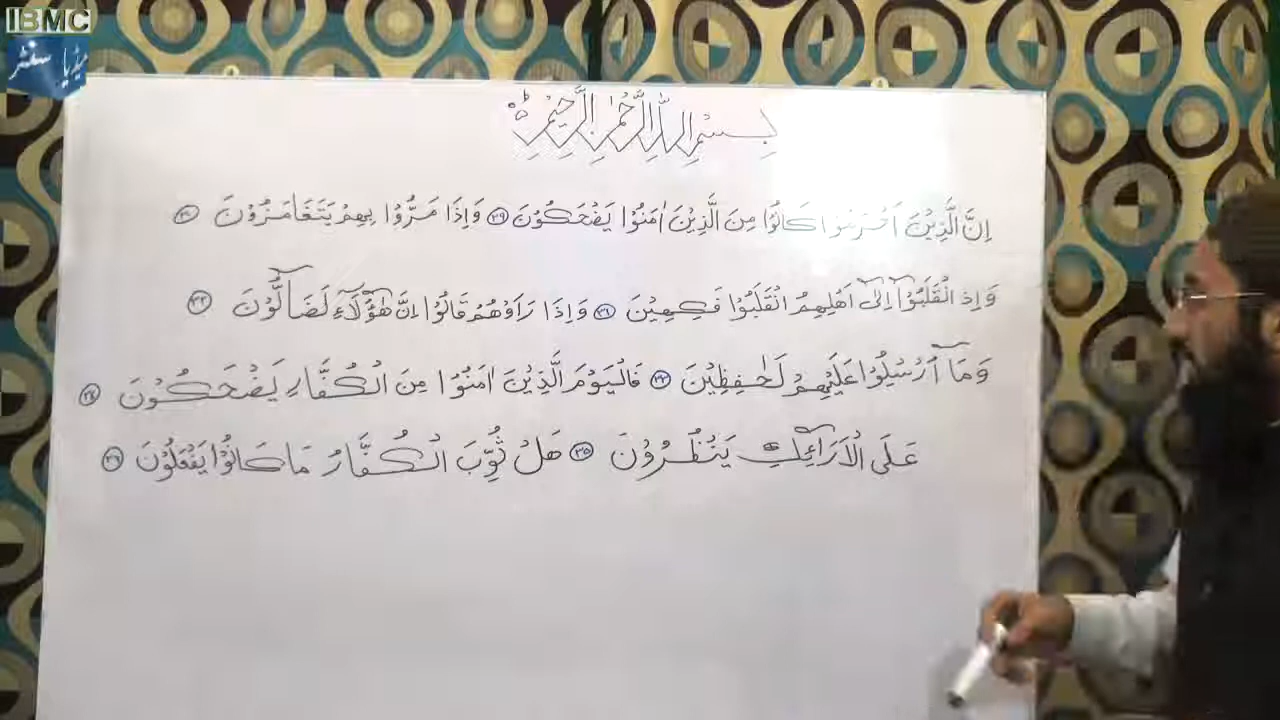 IBMC
میڈیا سنٹر
بِسْمِ اللّٰہِ الرَّحْمٰنِ الرَّحِیْمِ
اِنَّ الَّذِیْنَ اَجْرَمُوْا کَانُوْا مِنَ الَّذِیْنَ اٰمَنُوْا یَضْحَکُوْنَ ۲۹ وَاِذَا مَرُّوْا بِهِمْ یَتَغَامَزُوْنَ ۳۰
وَاِذَ انْقَلَبُوْۤا اِلٰۤی اَهْلِهِمُ انْقَلَبُوْا فَکِهِیْنَ ۳۱ وَاِذَا رَاَوْهُمْ قَالُوْۤا اِنَّ هٰۤؤُلَآءِ لَضَآلُّوْنَ ۳۲
وَمَاۤ اُرْسِلُوْا عَلَیْهِمْ لَحٰفِظِیْنَ ۳۳ فَالْیَوْمَ الَّذِیْنَ اٰمَنُوْا مِنَ الْکُفَّارِ یَضْحَکُوْنَ ۳۴
عَلَی الْاَرَآئِكِ یَنْظُرُوْنَ ۳۵ هَلْ ثُوِّبَ الْکُفَّارُ مَا کَانُوْا یَفْعَلُوْنَ ۳۶